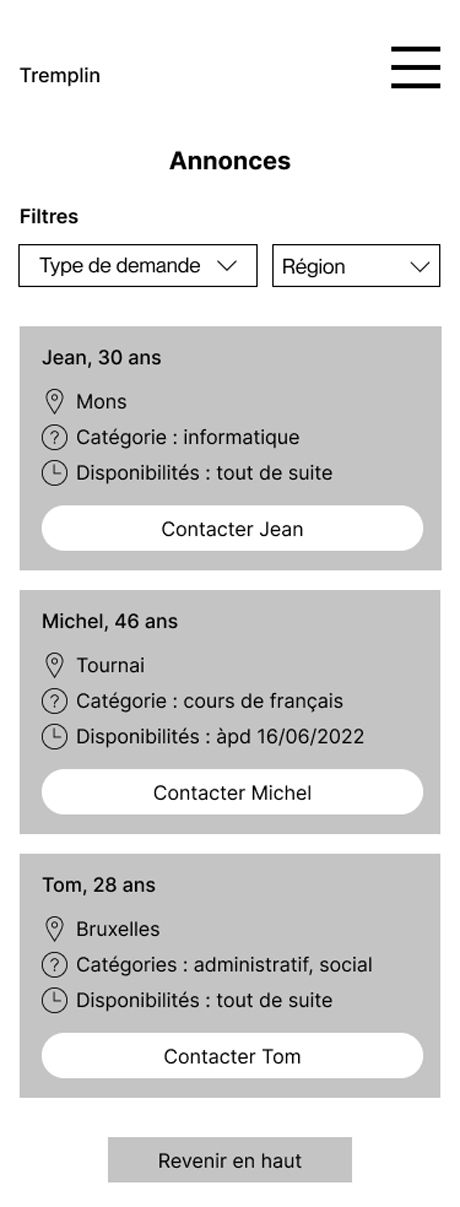 Tremplin
Annonces
Filtres
Type de demande
Région
Jean, 30 ans
Mons
Catégorie : informatique
Disponibilités : tout de suite
Contacter Jean
Michel, 46 ans
Tournai
Catégorie : cours de français
Disponibilités : àpd 16/06/2022
Contacter Michel
Tom, 28 ans
Bruxelles
Catégories : administratif, social
Disponibilités : tout de suite
Contacter Tom
Revenir en haut